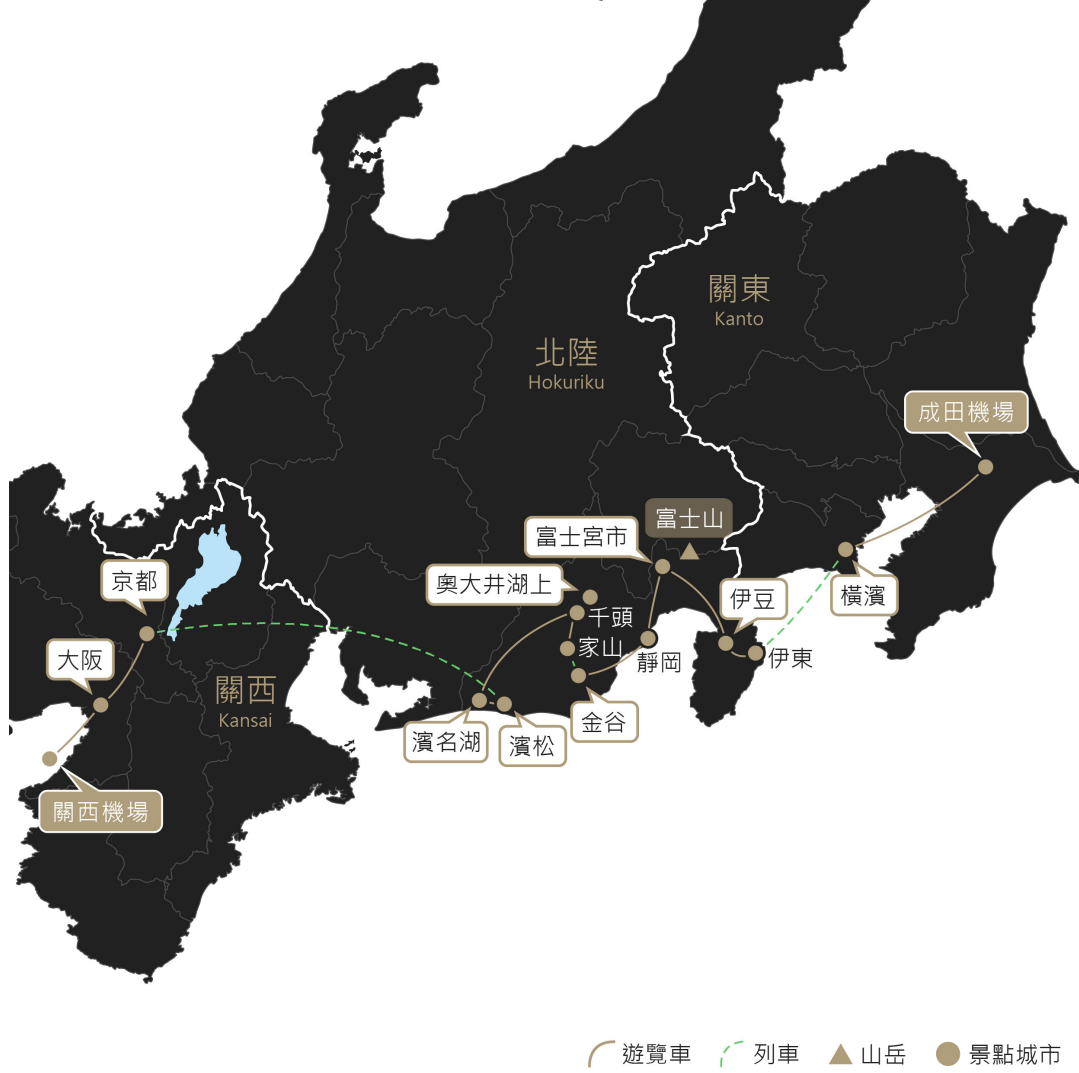 關東
Kanto
北陸
Hokuriku
成田機場
富士山
富士宮市
京都
奧大井湖上
伊豆
橫濱
千頭
大阪
家山
靜岡
伊東
關西
Kansai
金谷
濱名湖
濱松
關西機場
遊覽車
列車
山岳
景點城市